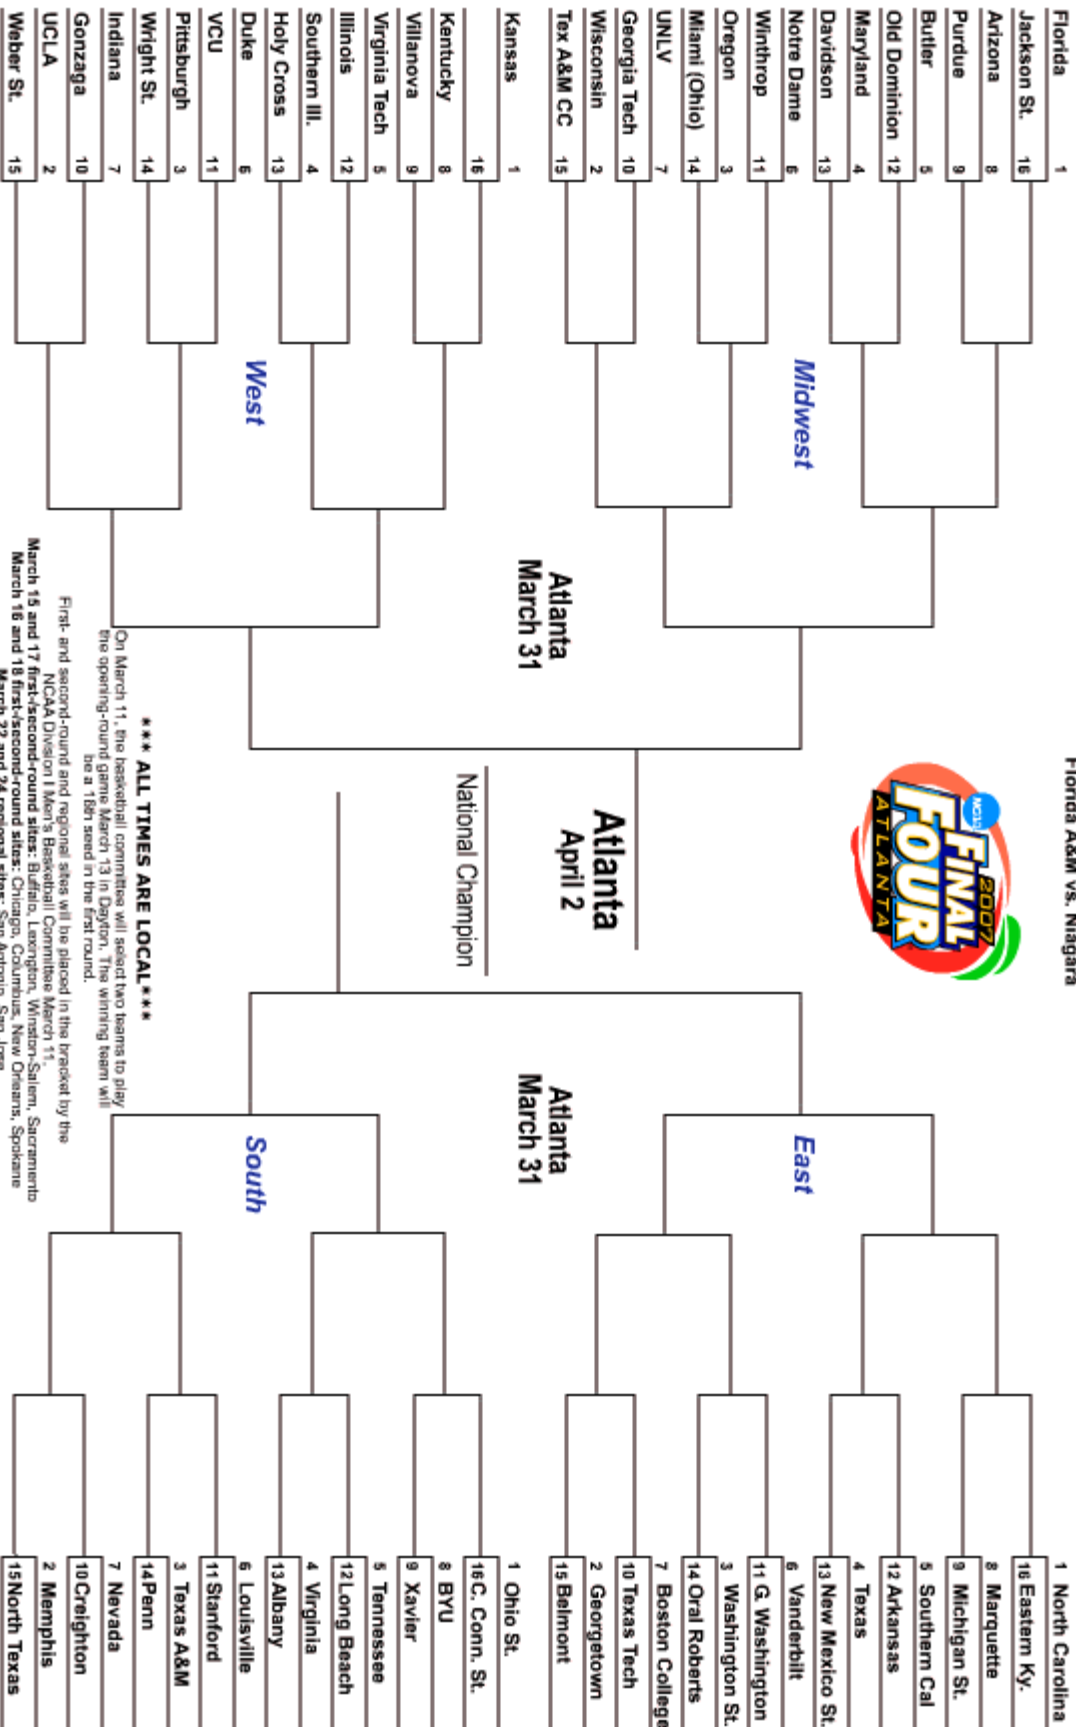 Florida A&M vs. Niagara
Florida 1
Jackson St. 16
Arizona 8
Purdue 9
Butler 5
Old Dominion 12
Maryland 4
Davidson 13
Notre Dame 6
Winthrop 11
Oregon 3
Miami (Ohio) 14
UNLV 7
Georgia Tech 10
Wisconsin 2
Tex A&M CC 15
Midwest
Kansas 1
16
Kentucky 8
Villanova 9
Virginia Tech 5
Illinois 12
Southern Ill. 4
Holy Cross 13
Duke 6
VCU 11
Pittsburgh 3
Wright St. 14
Indiana 7
Gonzaga 10
UCLA 2
Weber St. 15
West
Atlanta
March 31
NCAA
2007
FINAL
FOUR
ATLANTA
Atlanta
April 2
National Champion
Atlanta
March 31
1 North Carolina
16 Eastern Ky.
8 Marquette
9 Michigan St.
5 Southern Cal
12 Arkansas
4 Texas
13 New Mexico St.
6 Vanderbilt
11 G. Washington
3 Washington St.
14 Oral Roberts
7 Boston College
10 Texas Tech
2 Georgetown
15 Belmont
East
1 Ohio St.
16 C. Conn. St.
8 BYU
9 Xavier
5 Tennessee
12 Long Beach
4 Virginia
13 Albany
6 Louisville
11 Stanford
3 Texas A&M
14 Penn
7 Nevada
10 Creighton
2 Memphis
15 North Texas
South
*** ALL TIMES ARE LOCAL***
On March 11, the basketball committee will select two teams to play
the opening-round game March 13 in Dayton. The winning team will
be a 16th seed in the first round.
First- and second-round and regional sites will be placed in the bracket by the
NCAA Division I Men's Basketball Committee March 11.
March 15 and 17 first-/second-round sites: Buffalo, Lexington, Winston-Salem, Sacramento
March 16 and 18 first-/second-round sites: Chicago, Columbus, New Orleans, Spokane
March 22 and 24 regional sites: San Antonio, San Jose